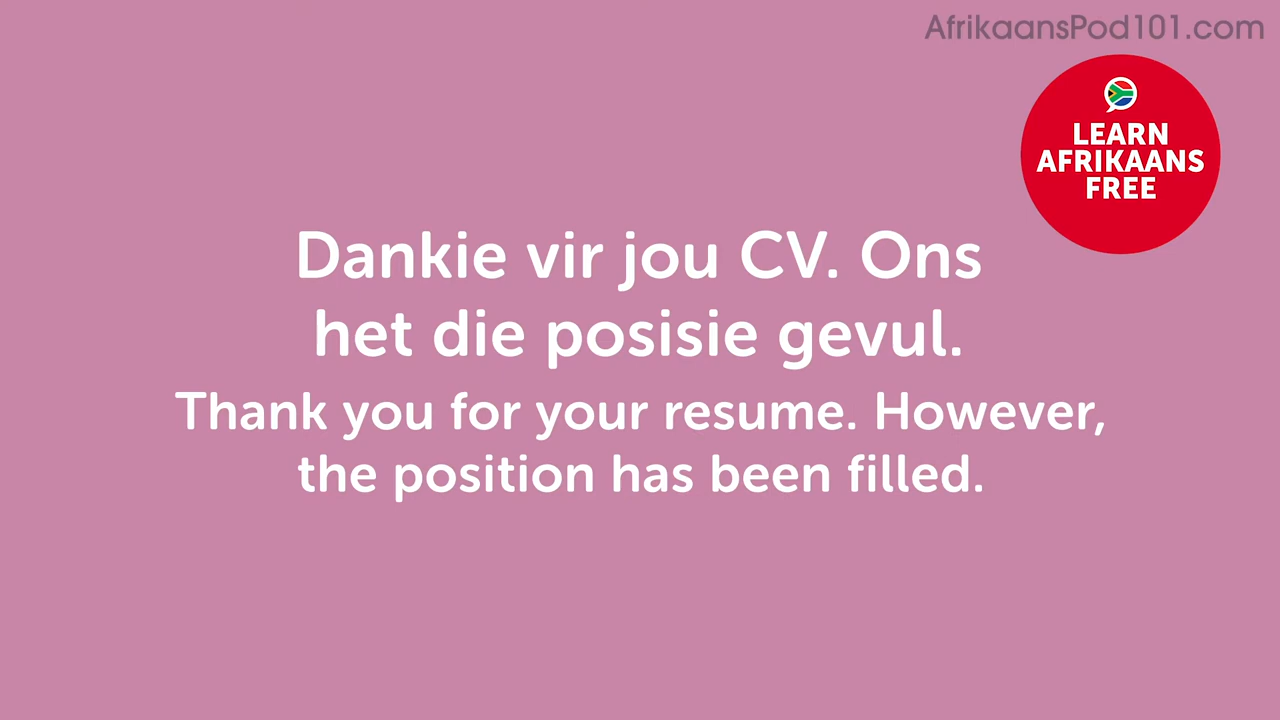 AfrikaansPod101.com
LEARN
AFRIKAANS
FREE
Dankie vir jou CV. Ons
het die posisie gevul.
Thank you for your resume. However,
the position has been filled.